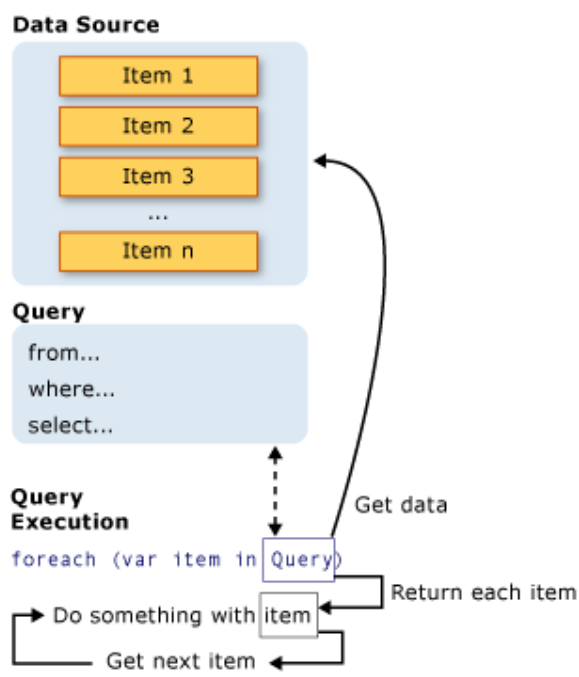 Data Source
Item 1
Item 2
Item 3
...
Item n
Query
from...
where...
select...
Query
Execution
Get data
foreach (var item in Query)
Return each item
Do something with item
Get next item